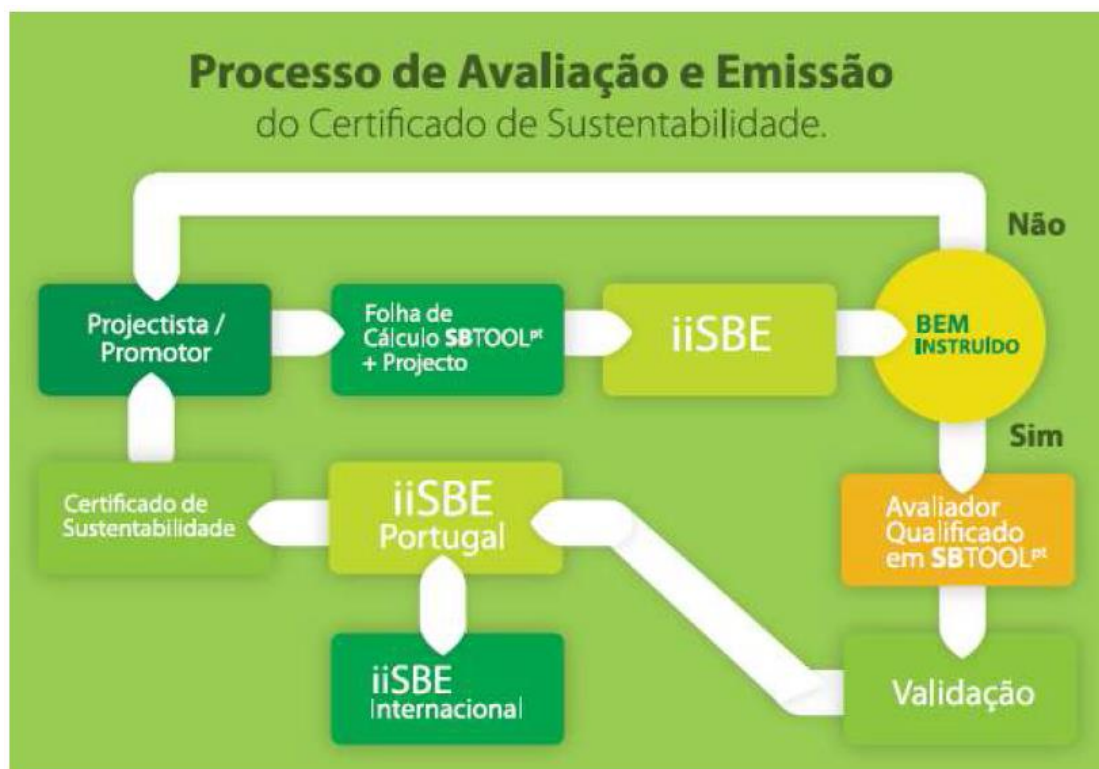 Processo de Avaliação e Emissão
do Certificado de Sustentabilidade.
Não
Projectista /
Promotor
Folha de
Cálculo SBTOOLᵖᵗ
+ Projecto
iiSBE
BEM
INSTRUÍDO
Sim
Certificado de
Sustentabilidade
iiSBE
Portugal
Avaliador
Qualificado
em SBTOOLᵖᵗ
iiSBE
Internacional
Validação